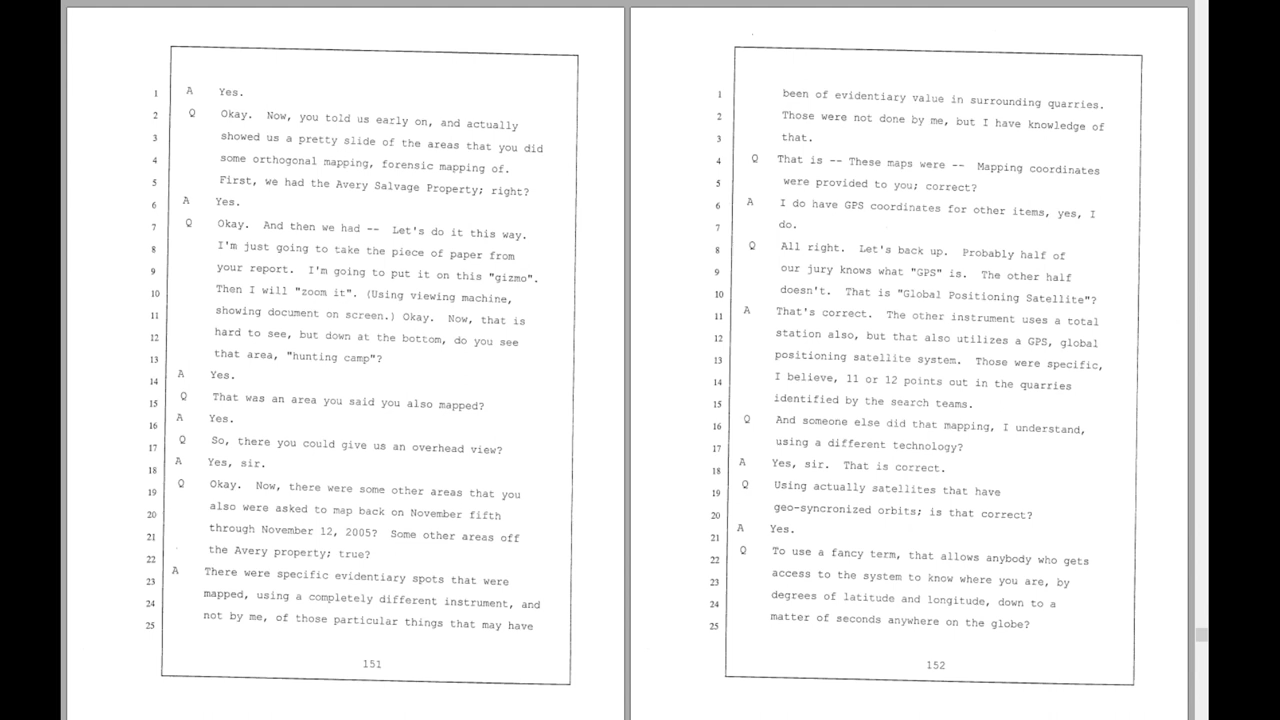 1 A Yes.
2 Q Okay. Now, you told us early on, and actually
3 showed us a pretty slide of the areas that you did
4 some orthogonal mapping, forensic mapping of.
5 First, we had the Avery Salvage Property; right?
6 A Yes.
7 Q Okay. And then we had -- Let's do it this way.
8 I'm just going to take the piece of paper from
9 your report. I'm going to put it on this "gizmo".
10 Then I will "zoom it". (Using viewing machine,
11 showing document on screen.) Okay. Now, that is
12 hard to see, but down at the bottom, do you see
13 that area, "hunting camp"?
14 A Yes.
15 Q That was an area you said you also mapped?
16 A Yes.
17 Q So, there you could give us an overhead view?
18 A Yes, sir.
19 Q Okay. Now, there were some other areas that you
20 also were asked to map back on November fifth
21 through November 12, 2005? Some other areas off
22 the Avery property; true?
23 A There were specific evidentiary spots that were
24 mapped, using a completely different instrument, and
25 not by me, of those particular things that may have
151
1 been of evidentiary value in surrounding quarries.
2 Those were not done by me, but I have knowledge of
3 that.
4 Q That is -- These maps were -- Mapping coordinates
5 were provided to you; correct?
6 A I do have GPS coordinates for other items, yes, I
7 do.
8 Q All right. Let's back up. Probably half of
9 our jury knows what "GPS" is. The other half
10 doesn't. That is "Global Positioning Satellite"?
11 A That's correct. The other instrument uses a total
12 station also, but that also utilizes a GPS, global
13 positioning satellite system. Those were specific,
14 I believe, 11 or 12 points out in the quarries
15 identified by the search teams.
16 Q And someone else did that mapping, I understand,
17 using a different technology?
18 A Yes, sir. That is correct.
19 Q Using actually satellites that have
20 geo-syncronized orbits; is that correct?
21 A Yes.
22 Q To use a fancy term, that allows anybody who gets
23 access to the system to know where you are, by
24 degrees of latitude and longitude, down to a
25 matter of seconds anywhere on the globe?
152